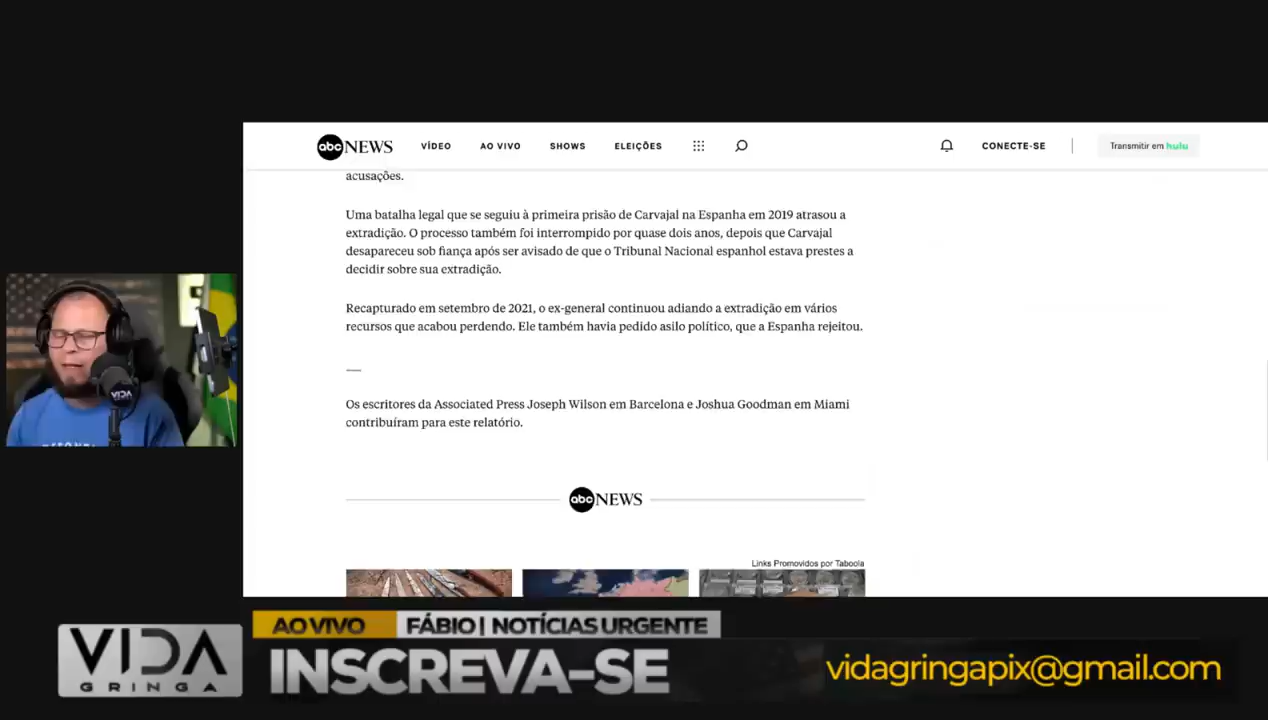 abc NEWS VÍDEO AO VIVO SHOWS ELEIÇÕES CONECTE-SE Transmitir em hulu
acusações.
Uma batalha legal que se seguiu à primeira prisão de Carvajal na Espanha em 2019 atrasou a
extradição. O processo também foi interrompido por quase dois anos, depois que Carvajal
desapareceu sob fiança após ser avisado de que o Tribunal Nacional espanhol estava prestes a
decidir sobre sua extradição.
Recapturado em setembro de 2021, o ex-general continuou adiando a extradição em vários
recursos que acabou perdendo. Ele também havia pedido asilo político, que a Espanha rejeitou.
—
Os escritores da Associated Press Joseph Wilson em Barcelona e Joshua Goodman em Miami
contribuíram para este relatório.
abc NEWS
Links Promovidos por Taboola
VIDA
AO VIVO FÁBIO | NOTÍCIAS URGENTE
VIDA
GRINGA
INSCREVA-SE
vidagringapix@gmail.com